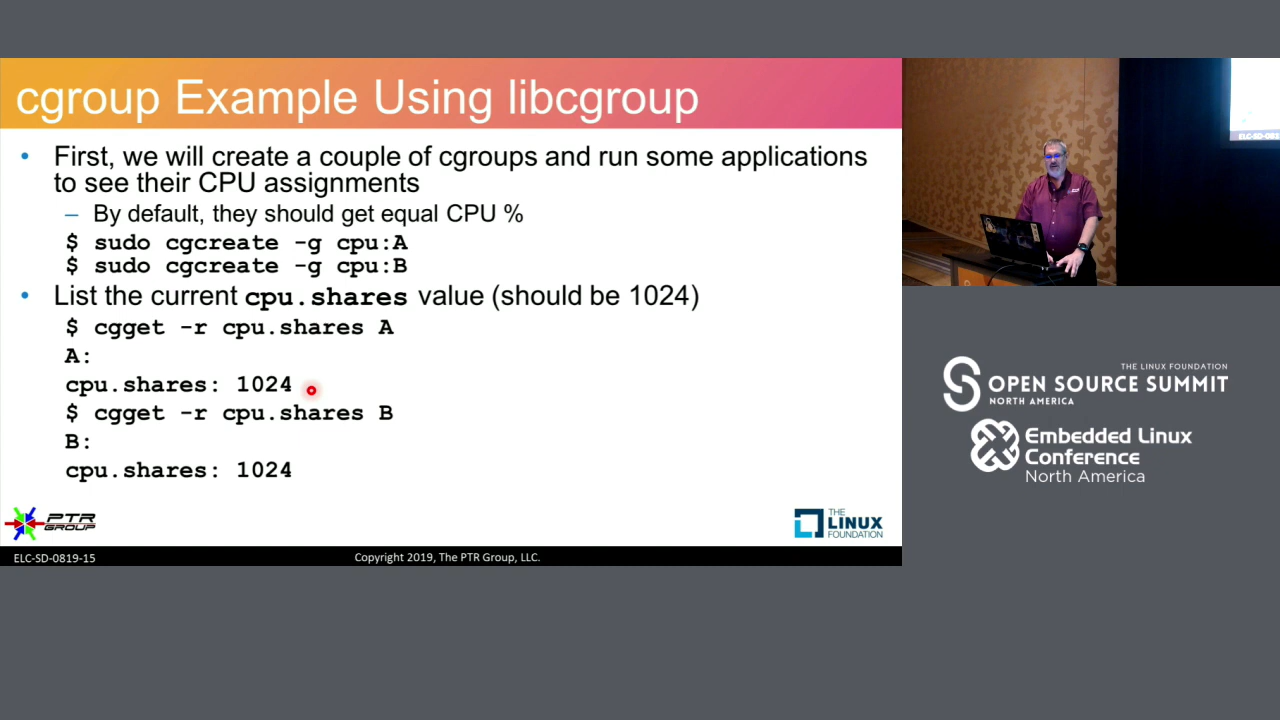 cgroup Example Using libcgroup
• First, we will create a couple of cgroups and run some applications
to see their CPU assignments
– By default, they should get equal CPU %
$ sudo cgcreate -g cpu:A
$ sudo cgcreate -g cpu:B
• List the current cpu.shares value (should be 1024)
$ cgget -r cpu.shares A
A:
cpu.shares: 1024
$ cgget -r cpu.shares B
B:
cpu.shares: 1024
PTR
GROUP
THE
LINUX
FOUNDATION
ELC-SD-0819-15
Copyright 2019, The PTR Group, LLC.
THE LINUX FOUNDATION
OPEN SOURCE SUMMIT
NORTH AMERICA
Embedded Linux
Conference
North America